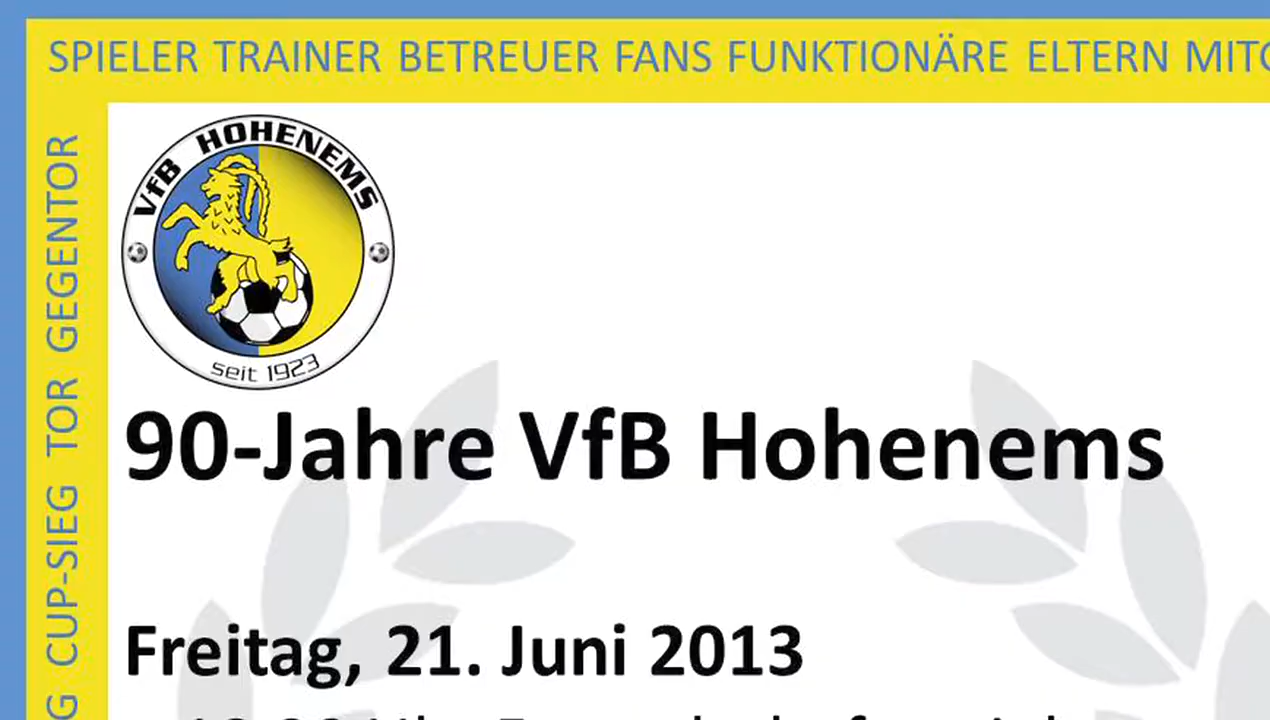 SPIELER TRAINER BETREUER FANS FUNKTIONÄRE ELTERN
CUP-SIEG TOR GEGENTOR
VfB HOHENEMS
seit 1923
90-Jahre VfB Hohenems
Freitag, 21. Juni 2013